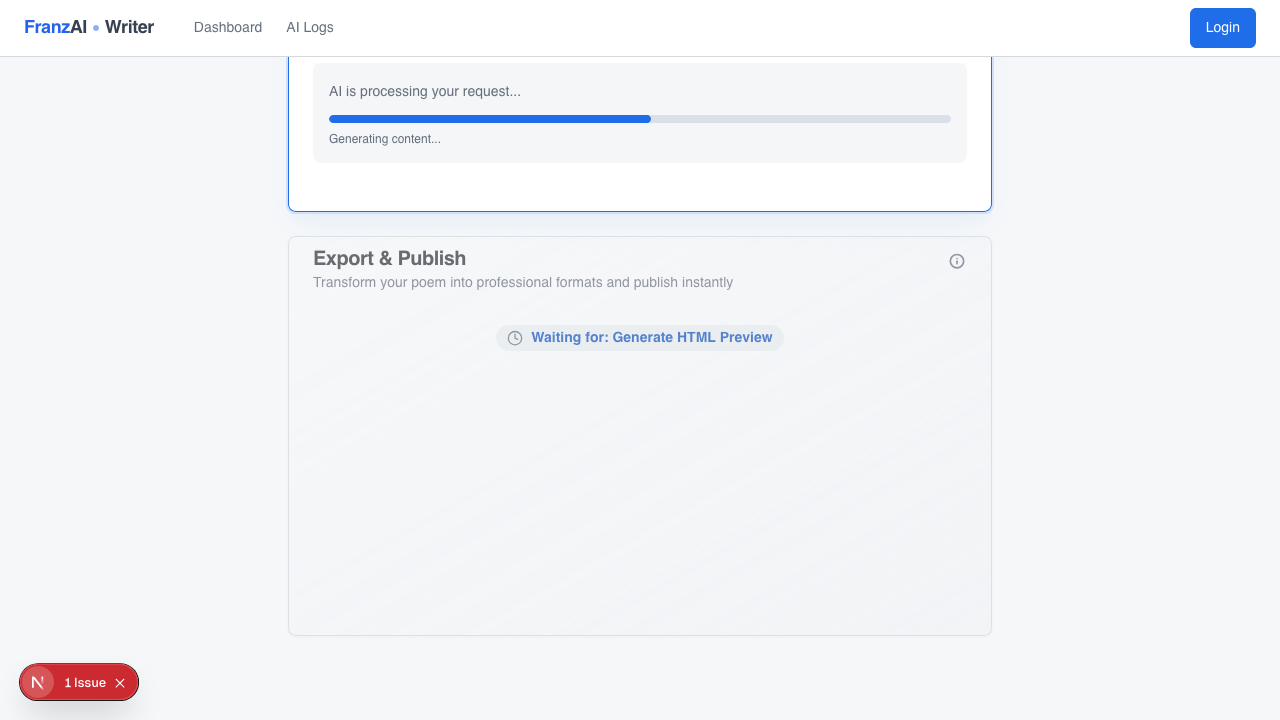 FranzAI • Writer
Dashboard
AI Logs
Login
AI is processing your request...
Generating content...
Export & Publish
Transform your poem into professional formats and publish instantly
Waiting for: Generate HTML Preview
N
1 Issue